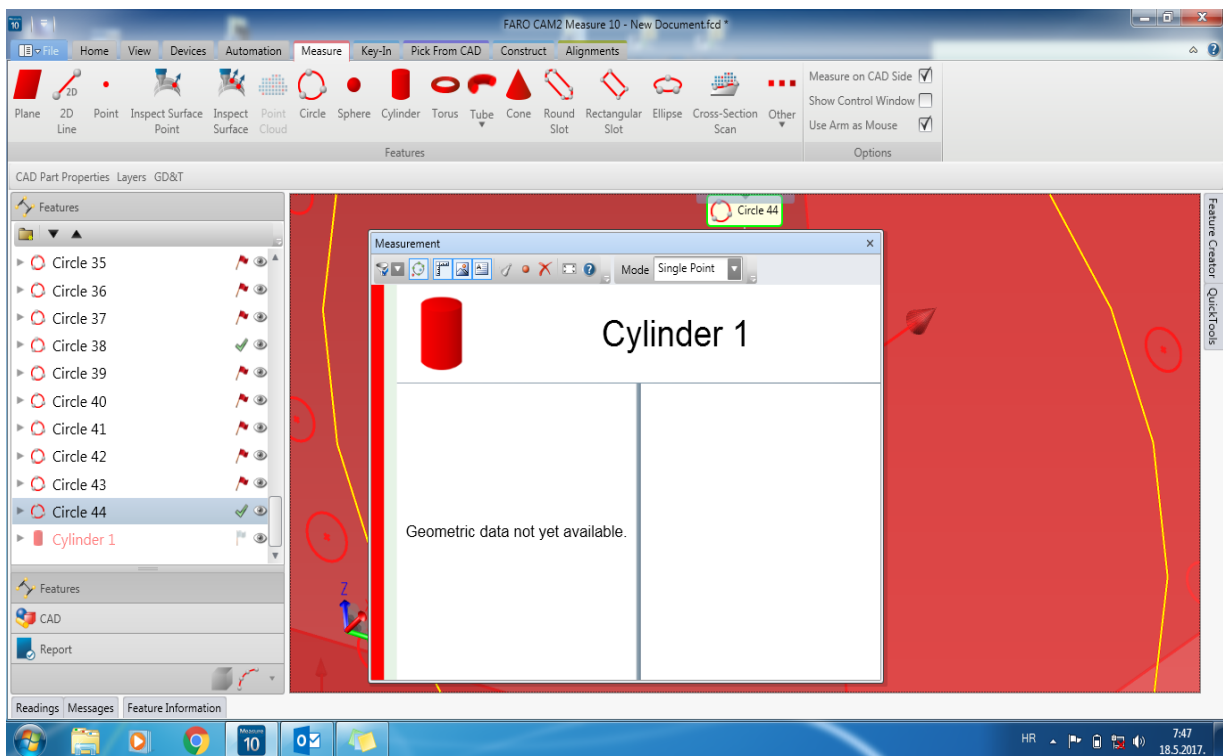 Measure
10
FARO CAM2 Measure 10 - New Document.fcd *
X
File Home View Devices Automation Measure Key-In Pick From CAD Construct Alignments
Plane
2D
2D
Line
Point
Inspect Surface
Point
Inspect
Surface
Point
Cloud
Circle
Sphere
Cylinder
Torus
Tube
Cone
Round
Slot
Rectangular
Slot
Ellipse
Cross-Section
Scan
Other
Features
Measure on CAD Side
Show Control Window
Use Arm as Mouse
Options
CAD Part Properties Layers GD&T
Features
Circle 35
Circle 36
Circle 37
Circle 38
Circle 39
Circle 40
Circle 41
Circle 42
Circle 43
Circle 44
Cylinder 1
Features
CAD
Report
Circle 44
Measurement x
Mode Single Point
Cylinder 1
Geometric data not yet available.
Z
Feature Creator
QuickTools
Readings Messages Feature Information
Measure
10
HR
7:47
18.5.2017.